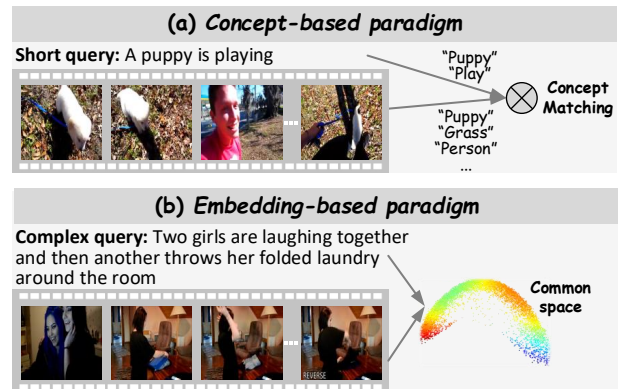 (a) Concept-based paradigm
Short query: A puppy is playing
“Puppy”
“Play”
Concept
Matching
“Puppy”
“Grass”
“Person”
...
(b) Embedding-based paradigm
Complex query: Two girls are laughing together
and then another throws her folded laundry
around the room
Common
space
REVERSE